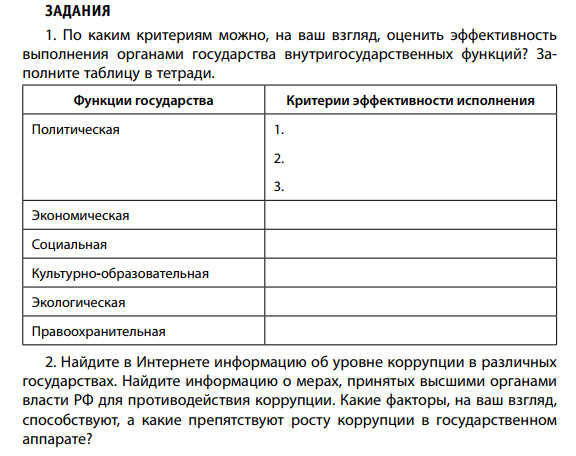 ЗАДАНИЯ
1. По каким критериям можно, на ваш взгляд, оценить эффективность
выполнения органами государства внутригосударственных функций? За-
полните таблицу в тетради.
Функции государства Критерии эффективности исполнения
Политическая 1.
2.
3.
Экономическая
Социальная
Культурно-образовательная
Экологическая
Правоохранительная
2. Найдите в Интернете информацию об уровне коррупции в различных
государствах. Найдите информацию о мерах, принятых высшими органами
власти РФ для противодействия коррупции. Какие факторы, на ваш взгляд,
способствуют, а какие препятствуют росту коррупции в государственном
аппарате?